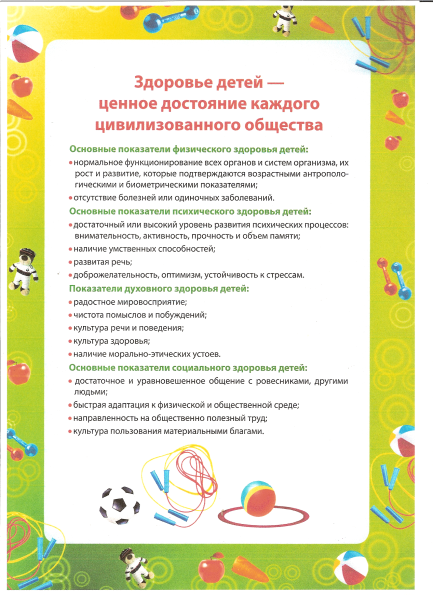 Здоровье детей —
ценное достояние каждого
цивилизованного общества
Основные показатели физического здоровья детей:
• нормальное функционирование всех органов и систем организма, их
рост и развитие, которые подтверждаются возрастными антрополо-
гическими и биометрическими показателями;
• отсутствие болезней или одиночных заболеваний.
Основные показатели психического здоровья детей:
• достаточный или высокий уровень развития психических процессов:
внимательность, активность, прочность и объем памяти;
• наличие умственных способностей;
• развитая речь;
• доброжелательность, оптимизм, устойчивость к стрессам.
Показатели духовного здоровья детей:
• радостное мировосприятие;
• чистота помыслов и побуждений;
• культура речи и поведения;
• культура здоровья;
• наличие морально-этических устоев.
Основные показатели социального здоровья детей:
• достаточное и уравновешенное общение с ровесниками, другими
людьми;
• быстрая адаптация к физической и общественной среде;
• направленность на общественно полезный труд;
• культура пользования материальными благами.